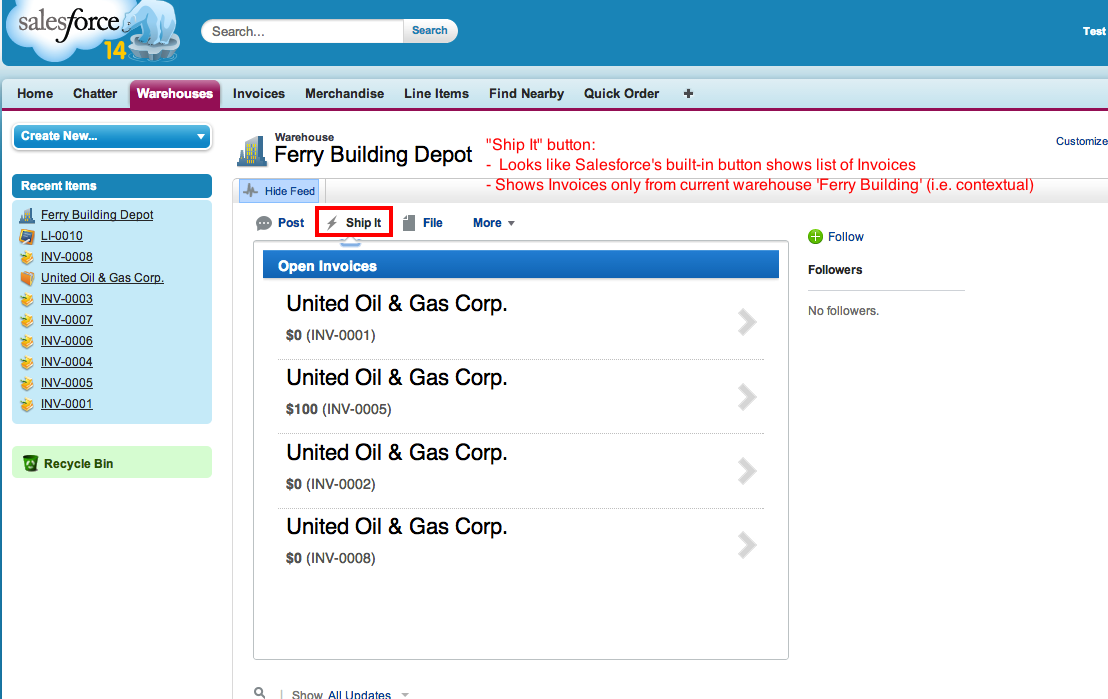 salesforce
14
Search...
Search
Test
Home Chatter Warehouses Invoices Merchandise Line Items Find Nearby Quick Order +
Create New...
Recent Items
Ferry Building Depot
LI-0010
INV-0008
United Oil & Gas Corp.
INV-0003
INV-0007
INV-0006
INV-0004
INV-0005
INV-0001
Recycle Bin
Warehouse
Ferry Building Depot
"Ship It" button:
- Looks like Salesforce's built-in button shows list of Invoices
- Shows Invoices only from current warehouse 'Ferry Building' (i.e. contextual)
Customize
Hide Feed
Post Ship It File More
Open Invoices
United Oil & Gas Corp.
$0 (INV-0001)
United Oil & Gas Corp.
$100 (INV-0005)
United Oil & Gas Corp.
$0 (INV-0002)
United Oil & Gas Corp.
$0 (INV-0008)
Follow
Followers
No followers.
Show All Updates